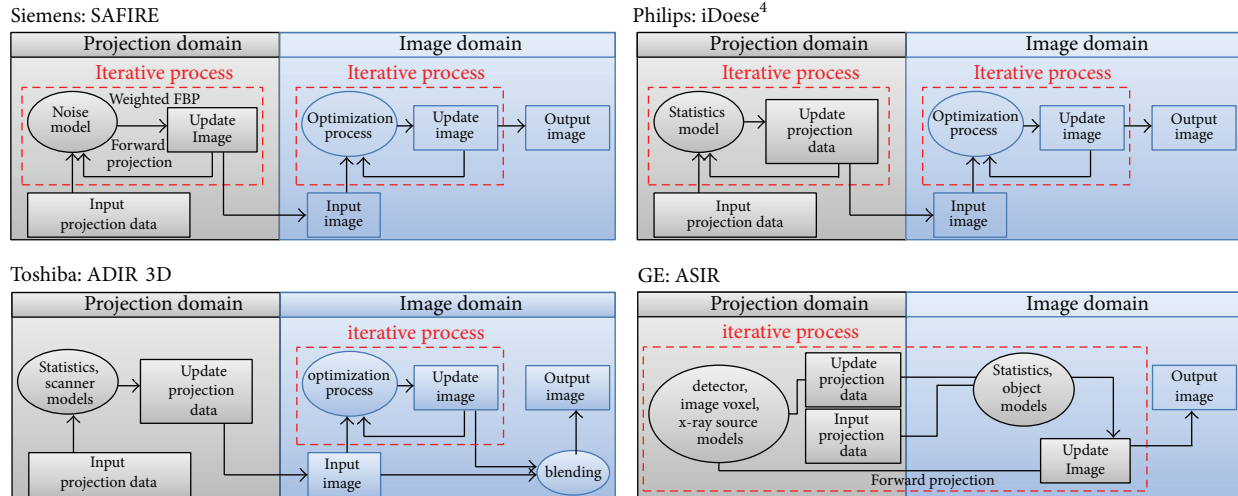 Siemens: SAFIRE
Projection domain
Image domain
Iterative process
Iterative process
Weighted FBP
Noise
model
Update
Image
Forward
projection
Input
projection data
Optimization
process
Update
image
Output
image
Input
image
Philips: iDoese4
Projection domain
Image domain
Iterative process
Iterative process
Statistics
model
Update
projection
data
Input
projection data
Optimization
process
Update
image
Output
image
Input
image
Toshiba: ADIR 3D
Projection domain
Image domain
iterative process
Statistics,
scanner
models
Update
projection
data
Input
projection data
optimization
process
Update
image
Output
image
Input
image
blending
GE: ASIR
Projection domain
Image domain
iterative process
detector,
image voxel,
x-ray source
models
Update
projection
data
Input
projection
data
Statistics,
object
models
Output
image
Update
Image
Forward projection